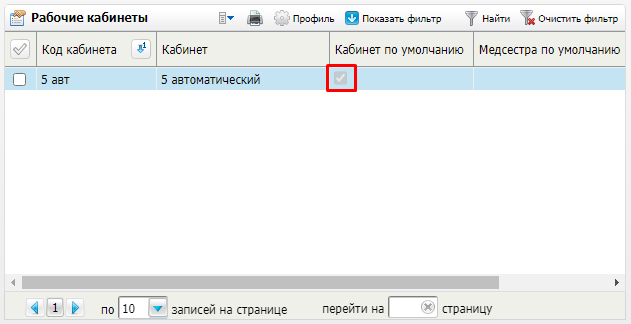 Рабочие кабинеты Профиль Показать фильтр Найти Очистить фильтр
Код кабинета 1 Кабинет Кабинет по умолчанию Медсестра по умолчанию
5 авт 5 автоматический
1 по 10 записей на странице перейти на страницу